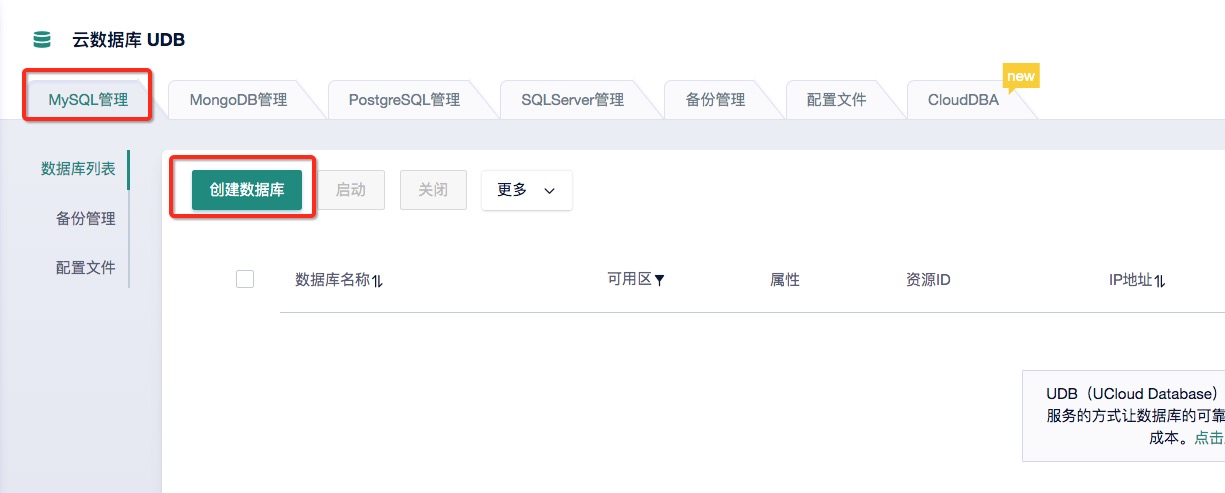 云数据库 UDB
new
MySQL管理 MongoDB管理 PostgreSQL管理 SQLServer管理 备份管理 配置文件 CloudDBA
数据库列表
备份管理
配置文件
创建数据库 启动 关闭 更多
数据库名称 可用区 属性 资源ID IP地址
UDB（UCloud Database）
服务的方式让数据库的可靠
成本。点击